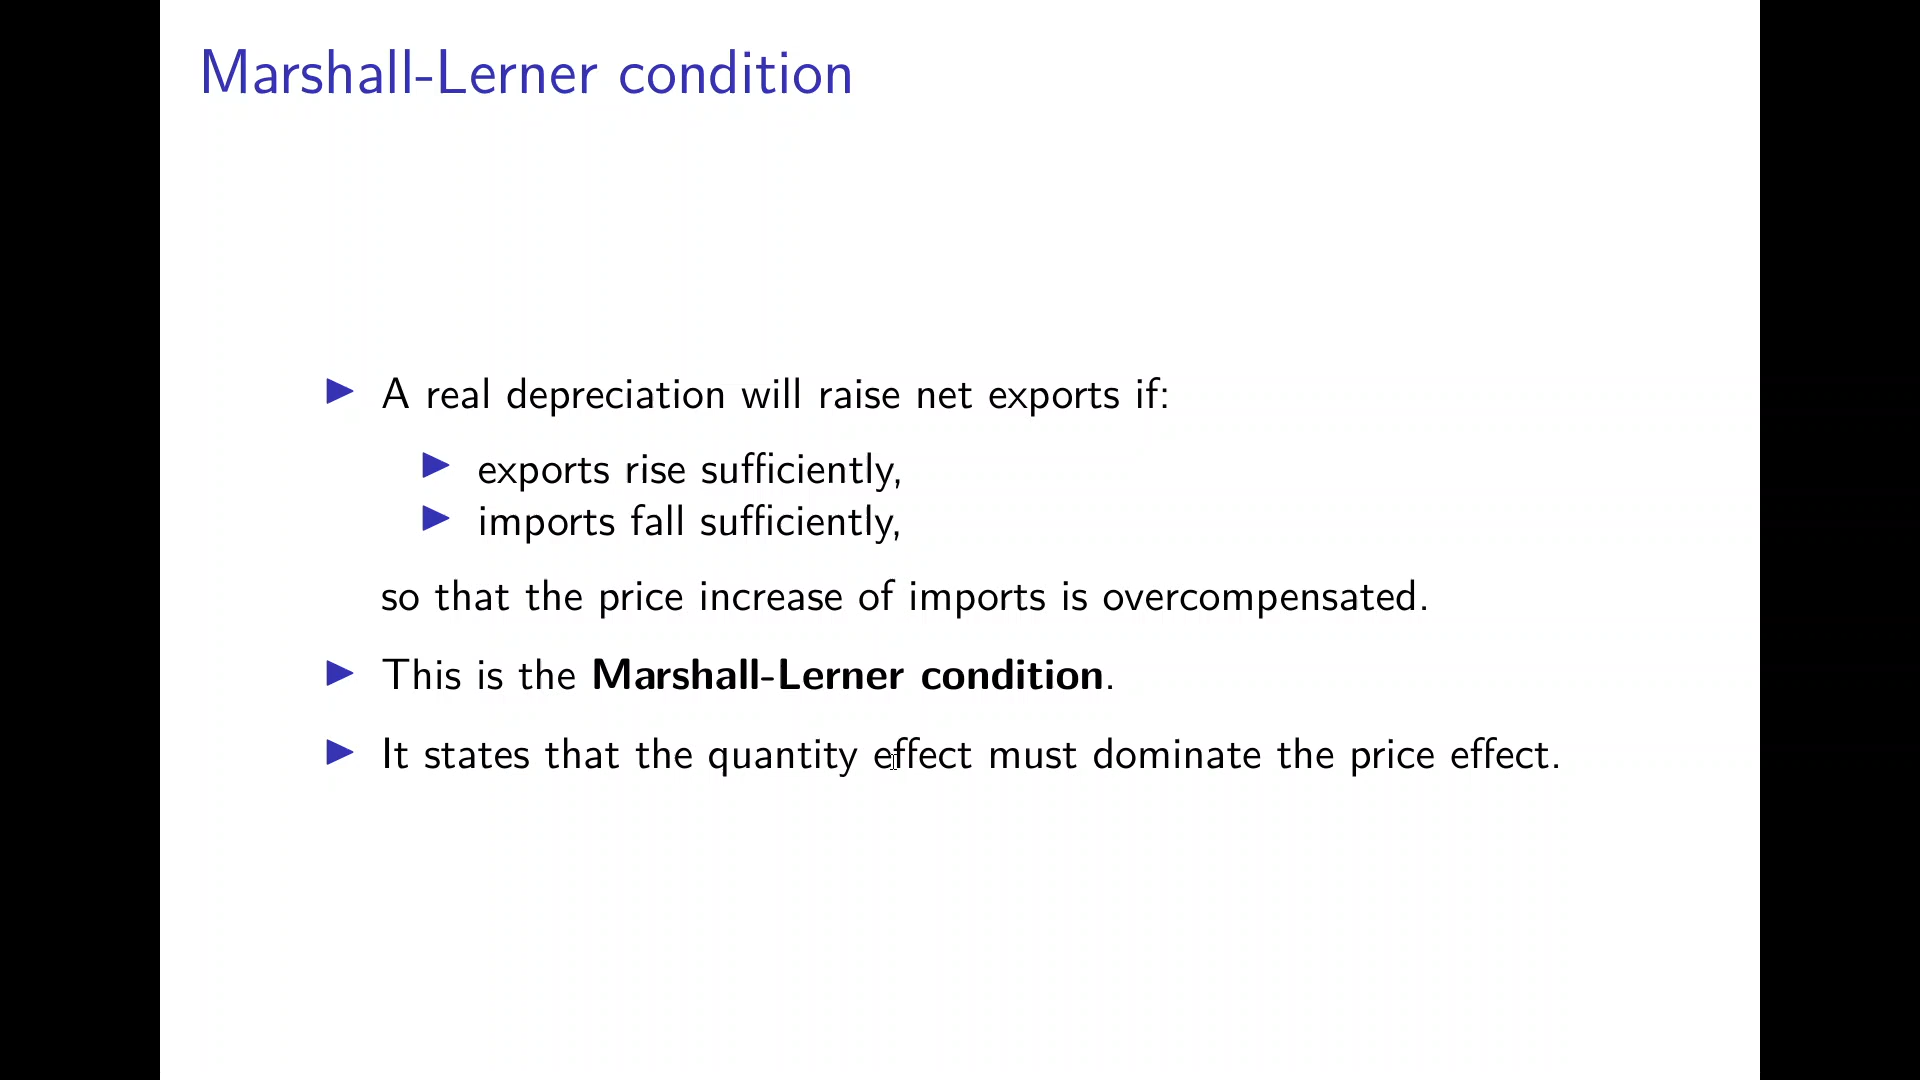 Marshall-Lerner condition
A real depreciation will raise net exports if:
exports rise sufficiently,
imports fall sufficiently,
so that the price increase of imports is overcompensated.
This is the Marshall-Lerner condition.
It states that the quantity effect must dominate the price effect.